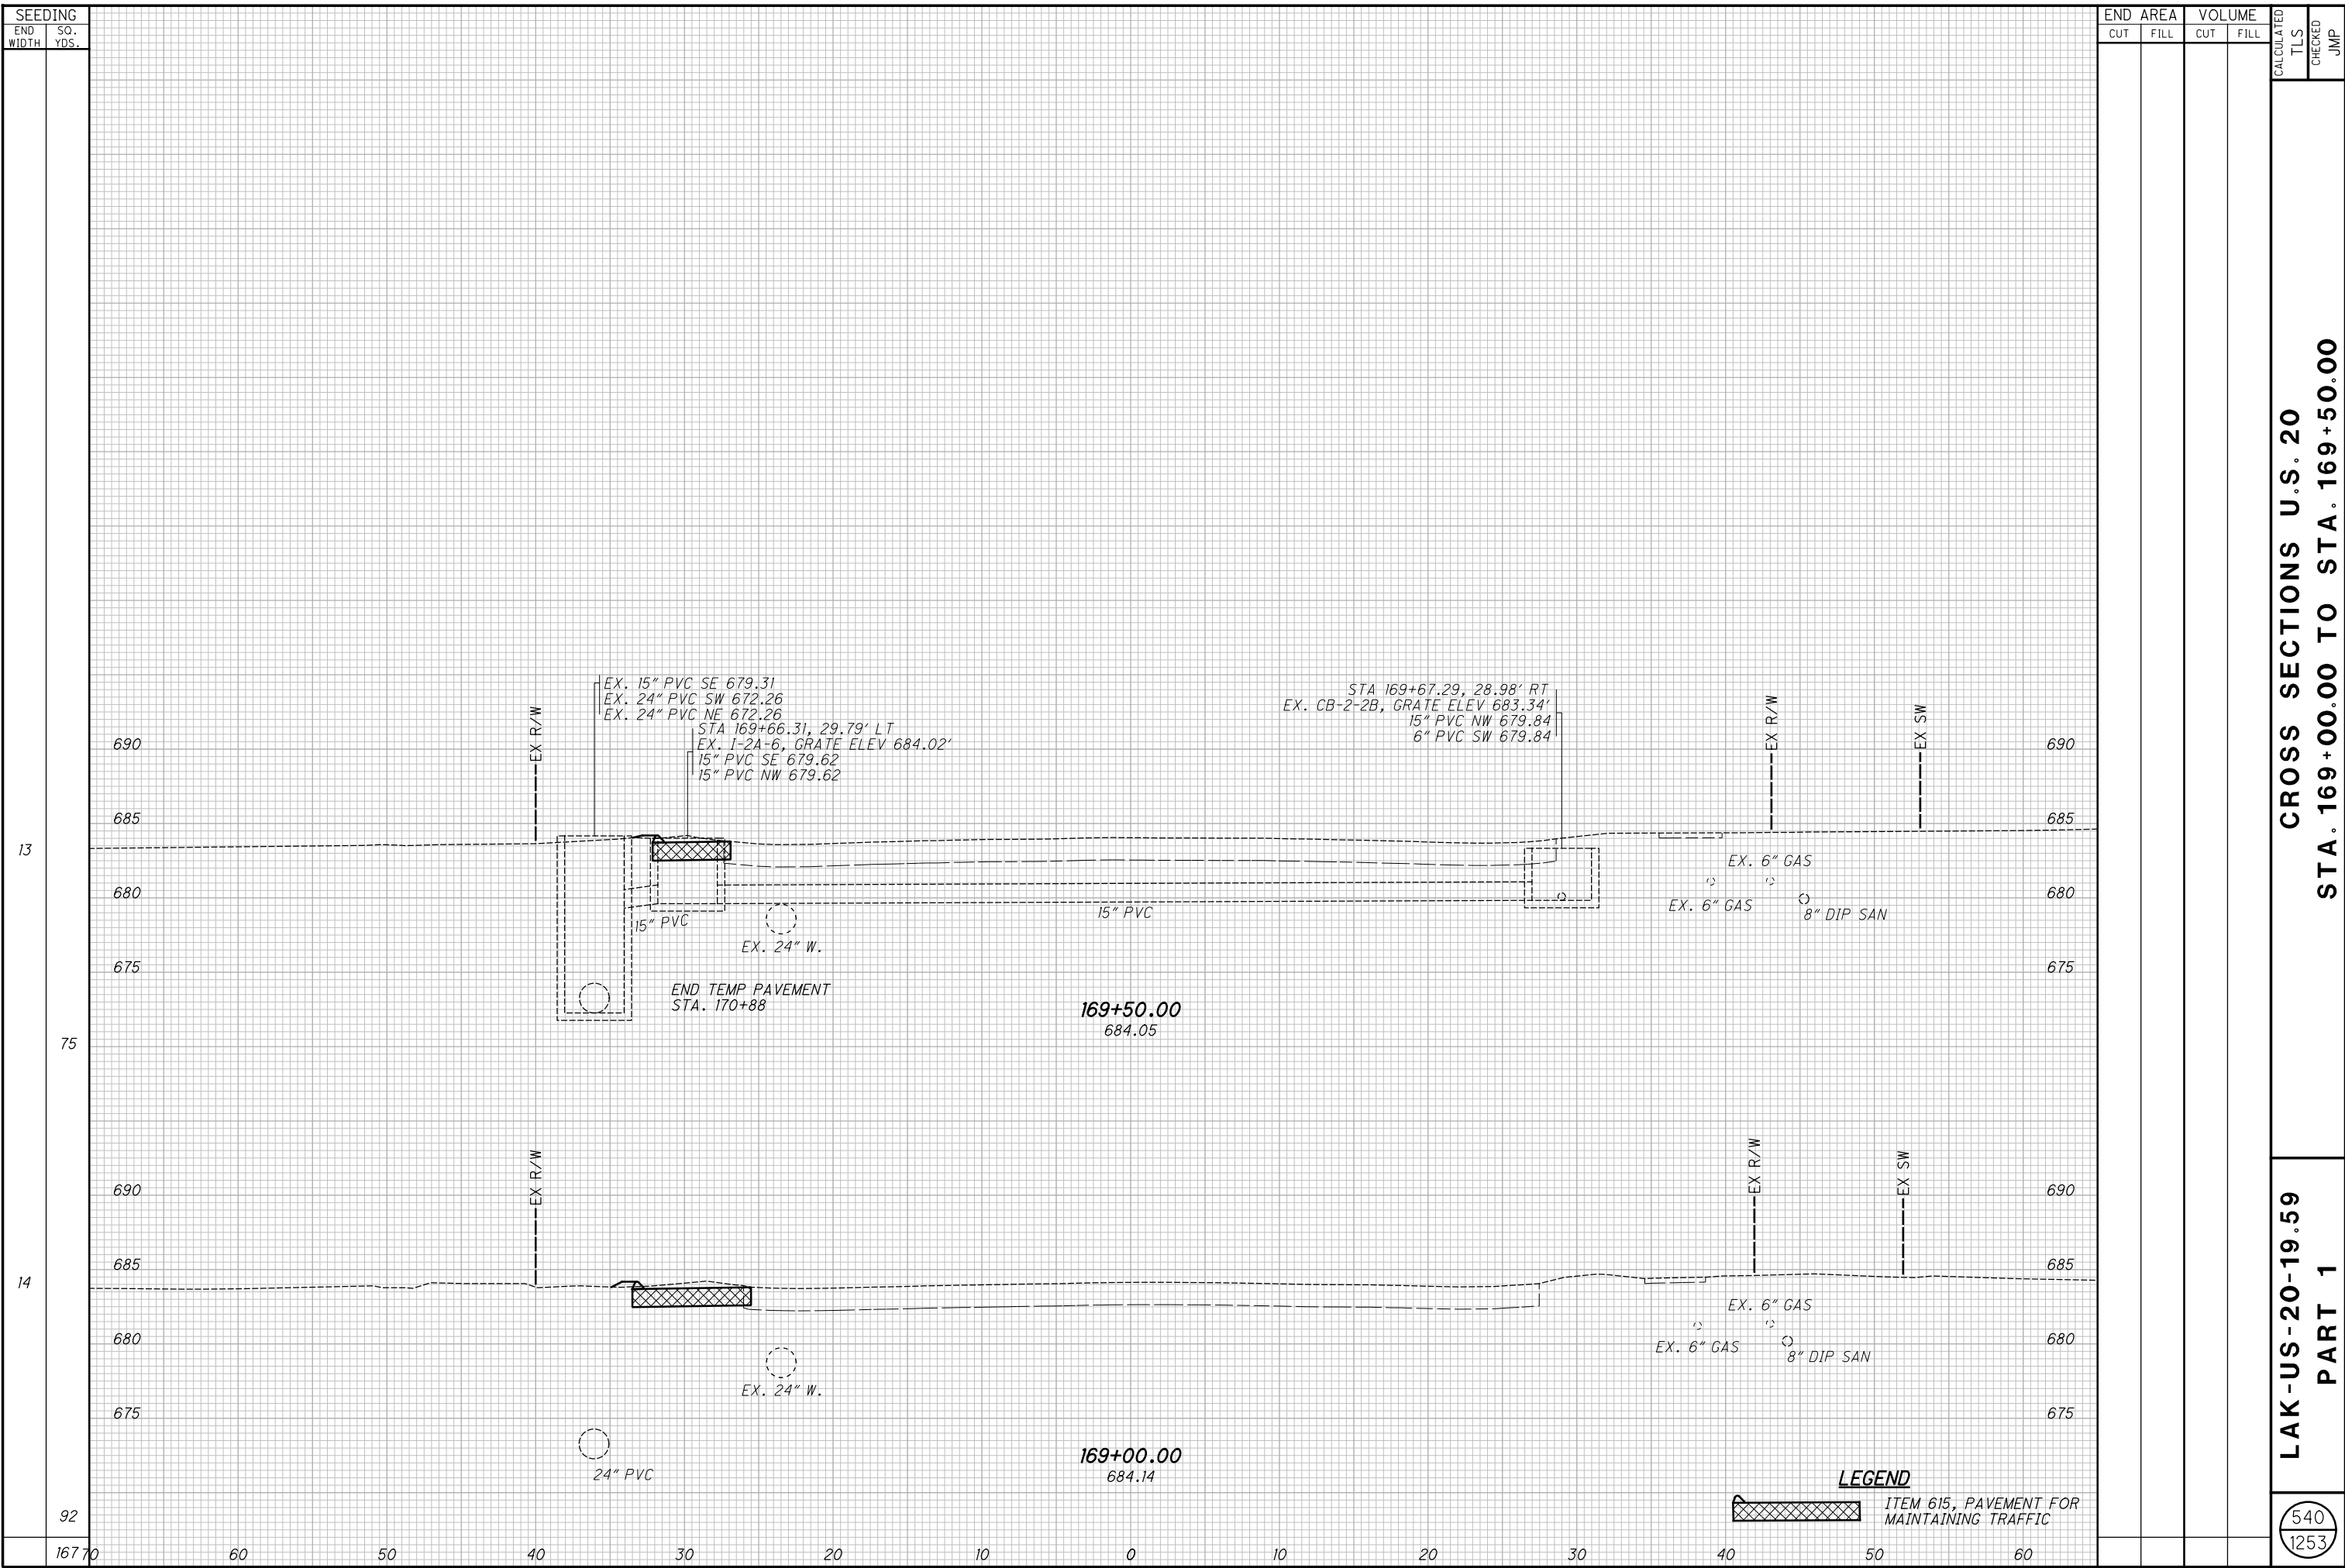 SEEDING
END WIDTH
SQ. YDS.
END AREA
VOLUME
CUT
FILL
CUT
FILL
CALCULATED
TLS
CHECKED
JMP
CROSS SECTIONS U.S. 20
STA. 169+00.00 TO STA. 169+50.00
LAK-US-20-19.59
PART 1
540
1253
EX. 15" PVC SE 679.31
EX. 24" PVC SW 672.26
EX. 24" PVC NE 672.26
STA 169+66.31, 29.79' LT
EX. I-2A-6, GRATE ELEV 684.02'
15" PVC SE 679.62
15" PVC NW 679.62
STA 169+67.29, 28.98' RT
EX. CB-2-2B, GRATE ELEV 683.34'
15" PVC NW 679.84
6" PVC SW 679.84
EX R/W
EX R/W
EX SW
690
690
685
685
13
EX. 6" GAS
680
680
EX. 6" GAS
8" DIP SAN
15" PVC
15" PVC
EX. 24" W.
675
675
END TEMP PAVEMENT
STA. 170+88
169+50.00
684.05
75
EX R/W
EX R/W
EX SW
690
690
685
685
14
EX. 6" GAS
680
680
EX. 6" GAS
8" DIP SAN
EX. 24" W.
675
675
24" PVC
169+00.00
684.14
LEGEND
ITEM 615, PAVEMENT FOR
MAINTAINING TRAFFIC
92
167
70 60 50 40 30 20 10 0 10 20 30 40 50 60